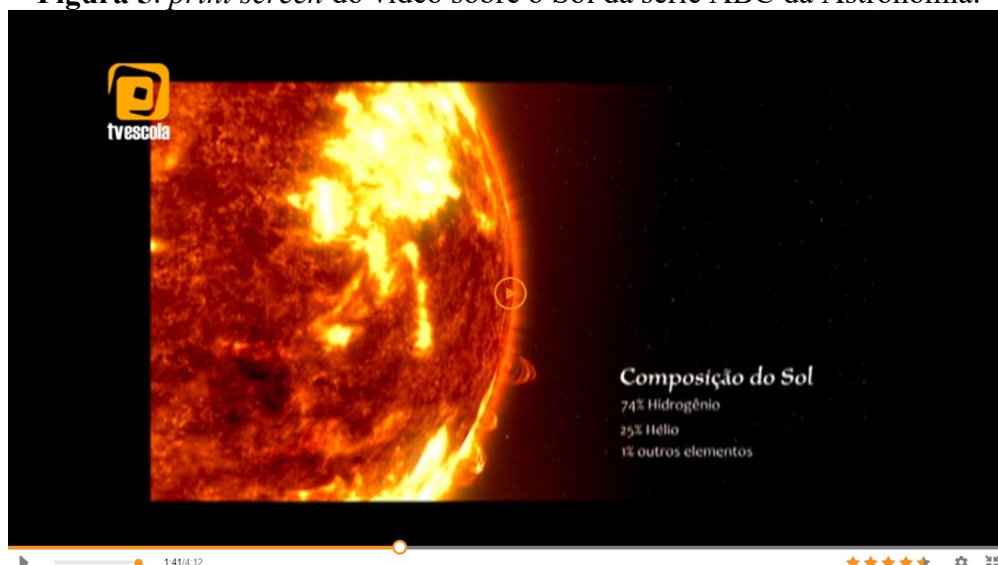 Figura 3. print screen do vídeo sobre o Sol da série ABC da Astronomia.
tvescola
Composição do Sol
74% Hidrogênio
25% Hélio
1% outros elementos
1:41/4:12